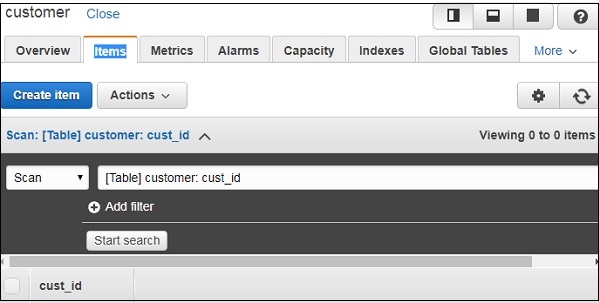 customer Close
Overview Items Metrics Alarms Capacity Indexes Global Tables More
Create item Actions
Scan: [Table] customer: cust_id Viewing 0 to 0 items
Scan [Table] customer: cust_id
Add filter
Start search
cust_id